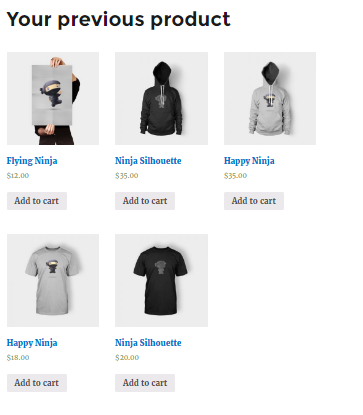 Your previous product
Flying Ninja
$12.00
Add to cart
Ninja Silhouette
$35.00
Add to cart
Happy Ninja
$35.00
Add to cart
Happy Ninja
$18.00
Add to cart
Ninja Silhouette
$20.00
Add to cart